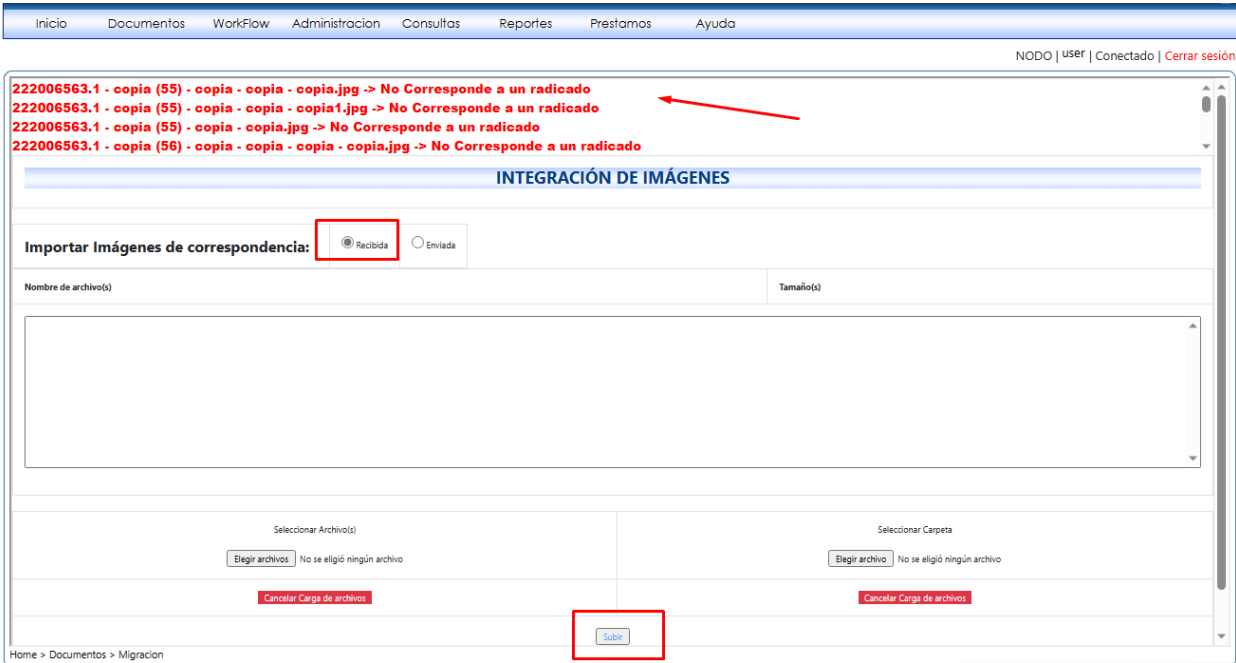 Inicio Documentos WorkFlow Administracion Consultas Reportes Prestamos Ayuda
NODO | user | Conectado | Cerrar sesión
222006563.1 - copia (55) - copia - copia - copia.jpg -> No Corresponde a un radicado
222006563.1 - copia (55) - copia - copia1.jpg -> No Corresponde a un radicado
222006563.1 - copia (55) - copia - copia.jpg -> No Corresponde a un radicado
222006563.1 - copia (56) - copia - copia - copia - copia.jpg -> No Corresponde a un radicado
INTEGRACIÓN DE IMÁGENES
Importar Imágenes de correspondencia: Recibida Enviada
Nombre de archivo(s) Tamaño(s)
Seleccionar Archivo(s) Seleccionar Carpeta
Elegir archivos No se eligió ningún archivo Elegir archivo No se eligió ningún archivo
Cancelar Carga de archivos Cancelar Carga de archivos
Subir
Home > Documentos > Migracion